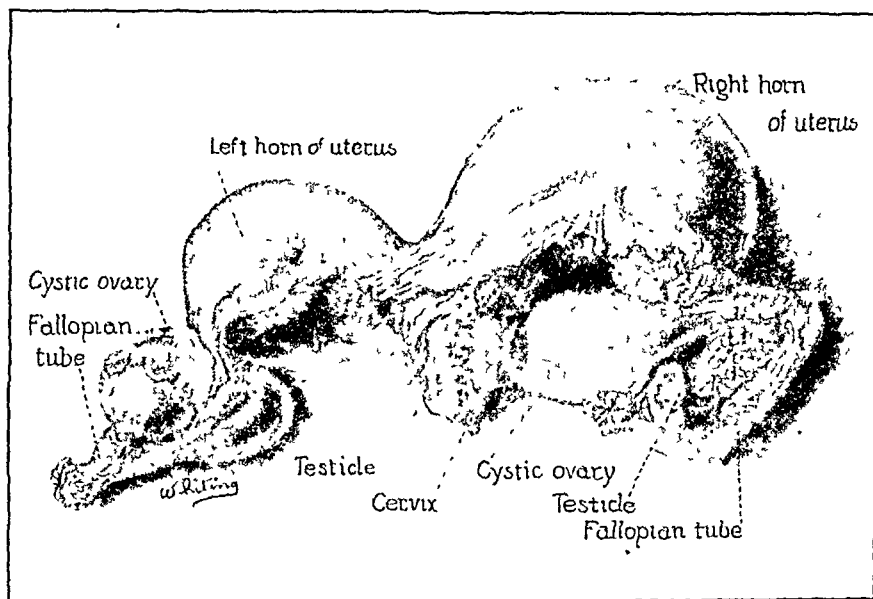 Right horn
of uterus
Left horn of uterus
Cystic ovary
Fallopian
tube
Testicle
Whiting
Cervix
Cystic ovary
Testicle
Fallopian tube